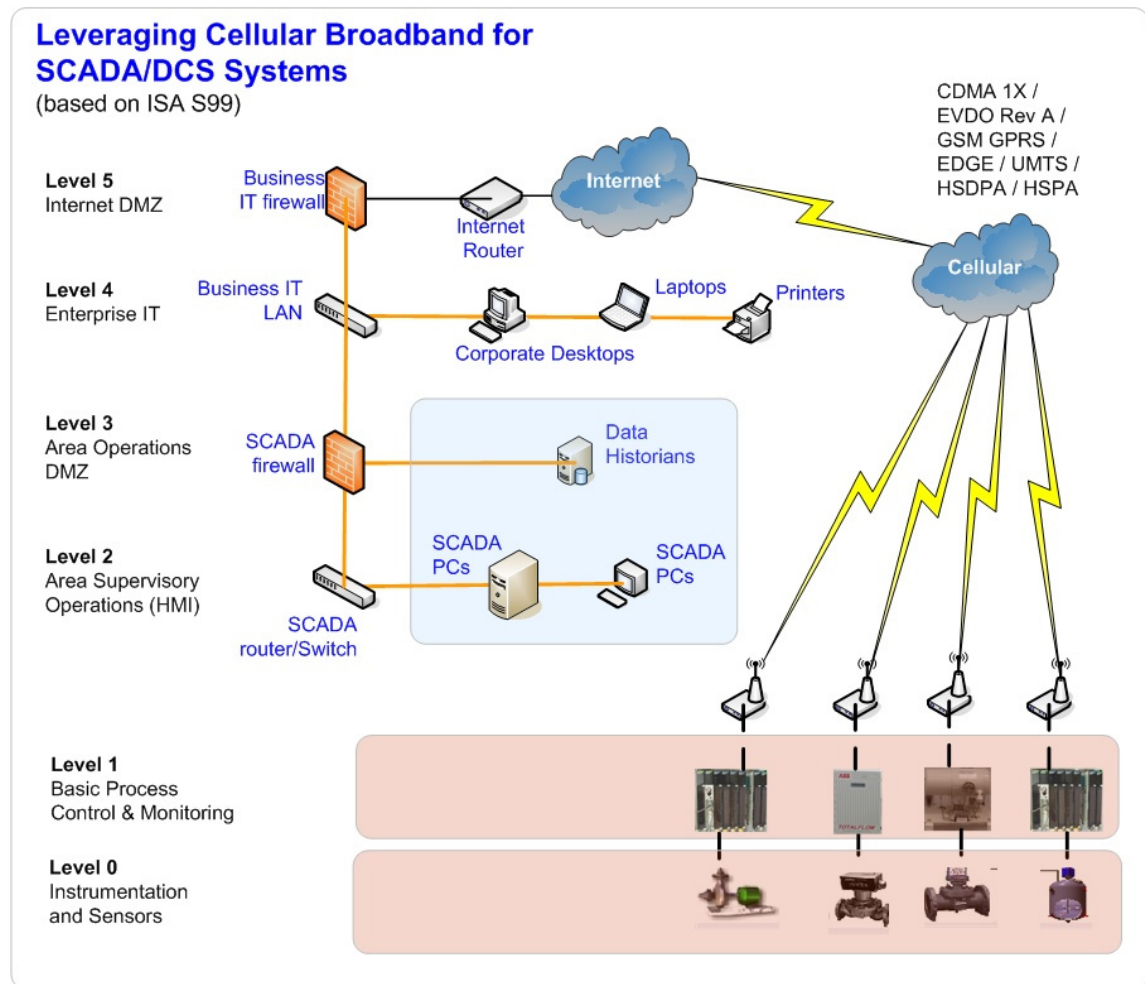 Leveraging Cellular Broadband for
SCADA/DCS Systems
(based on ISA S99)
CDMA 1X /
EVDO Rev A /
GSM GPRS /
EDGE / UMTS /
HSDPA / HSPA
Level 5
Internet DMZ
Business
IT firewall
Internet
Router
Internet
Cellular
Level 4
Enterprise IT
Business IT
LAN
Corporate Desktops
Laptops
Printers
Level 3
Area Operations
DMZ
SCADA
firewall
Data
Historians
Level 2
Area Supervisory
Operations (HMI)
SCADA
router/Switch
SCADA
PCs
SCADA
PCs
Level 1
Basic Process
Control & Monitoring
ABB
TOTALFLOW
Level 0
Instrumentation
and Sensors